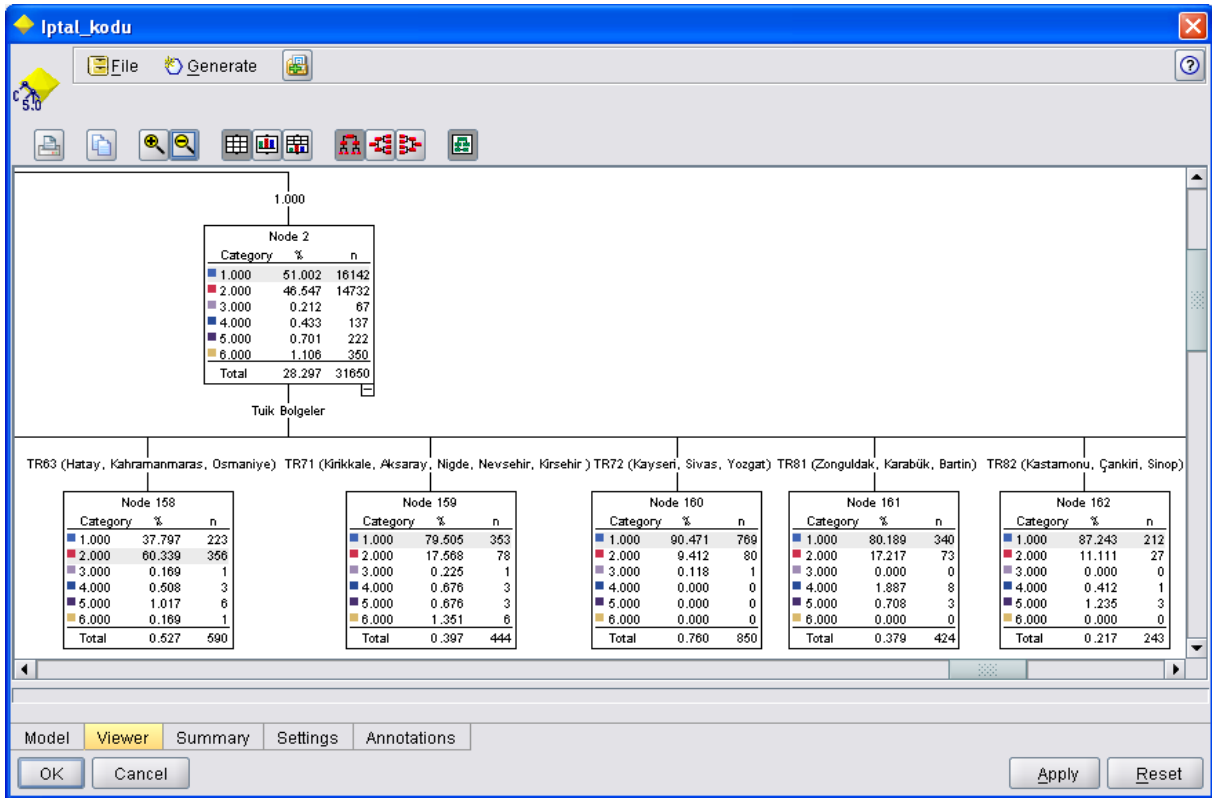 Iptal_kodu
File Generate
C 5.0
1.000
Node 2
Category % n
1.000 51.002 16142
2.000 46.547 14732
3.000 0.212 67
4.000 0.433 137
5.000 0.701 222
6.000 1.106 350
Total 28.297 31650
Tuik Bolgeler
TR63 (Hatay, Kahramanmaras, Osmaniye) TR71 (Kirikkale, Aksaray, Nigde, Nevsehir, Kirsehir ) TR72 (Kayseri, Sivas, Yozgat) TR81 (Zonguldak, Karabük, Bartin) TR82 (Kastamonu, Çankiri, Sinop)
Node 158
Category % n
1.000 37.797 223
2.000 60.339 356
3.000 0.169 1
4.000 0.508 3
5.000 1.017 6
6.000 0.169 1
Total 0.527 590
Node 159
Category % n
1.000 79.505 353
2.000 17.568 78
3.000 0.225 1
4.000 0.676 3
5.000 0.676 3
6.000 1.351 6
Total 0.397 444
Node 160
Category % n
1.000 90.471 769
2.000 9.412 80
3.000 0.118 1
4.000 0.000 0
5.000 0.000 0
6.000 0.000 0
Total 0.760 850
Node 161
Category % n
1.000 80.189 340
2.000 17.217 73
3.000 0.000 0
4.000 1.887 8
5.000 0.708 3
6.000 0.000 0
Total 0.379 424
Node 162
Category % n
1.000 87.243 212
2.000 11.111 27
3.000 0.000 0
4.000 0.412 1
5.000 1.235 3
6.000 0.000 0
Total 0.217 243
Model Viewer Summary Settings Annotations
OK Cancel Apply Reset